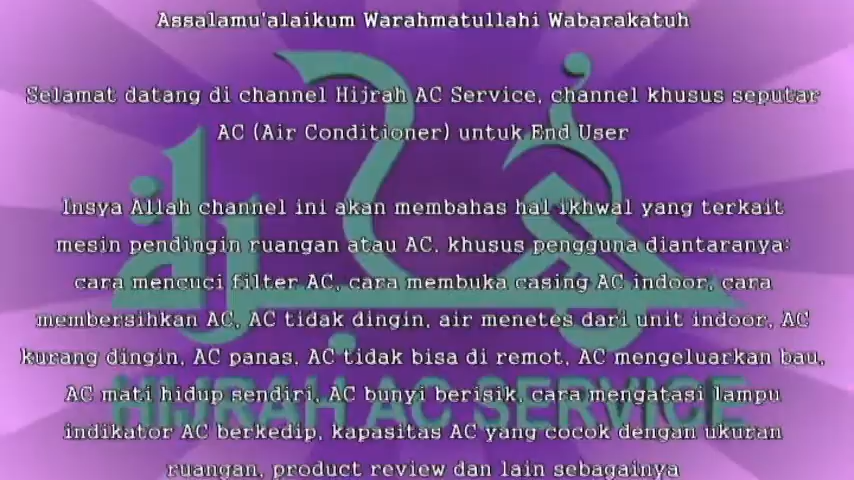 Assalamu'alaikum Warahmatullahi Wabarakatuh
Selamat datang di channel Hijrah AC Service, channel khusus seputar
AC (Air Conditioner) untuk End User
Insya Allah channel ini akan membahas hal ikhwal yang terkait
mesin pendingin ruangan atau AC, khusus pengguna diantaranya:
cara mencuci filter AC, cara membuka casing AC indoor, cara
membersihkan AC, AC tidak dingin, air menetes dari unit indoor, AC
kurang dingin, AC panas, AC tidak bisa di remot, AC mengeluarkan bau,
AC mati hidup sendiri, AC bunyi berisik, cara mengatasi lampu
indikator AC berkedip, kapasitas AC yang cocok dengan ukuran
ruangan, product review dan lain sebagainya
HIJRAH AC SERVICE